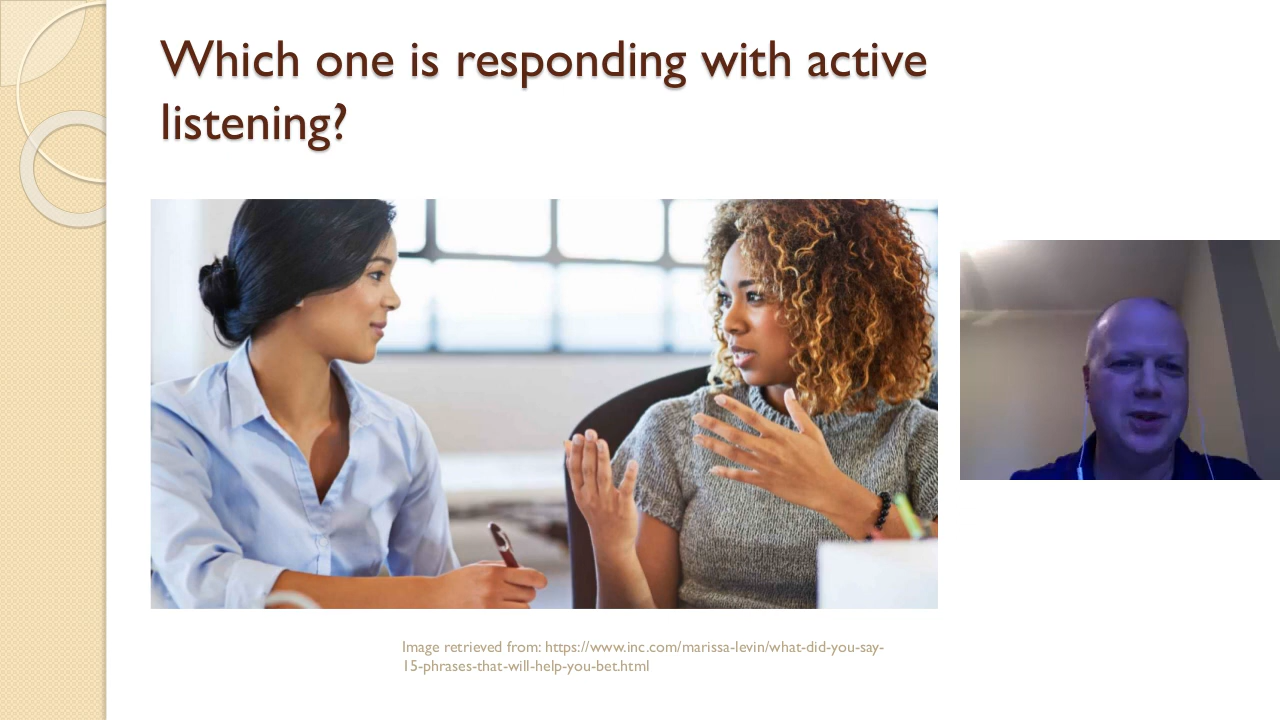 Which one is responding with active
listening?
Image retrieved from: https://www.inc.com/marissa-levin/what-did-you-say-
15-phrases-that-will-help-you-bet.html